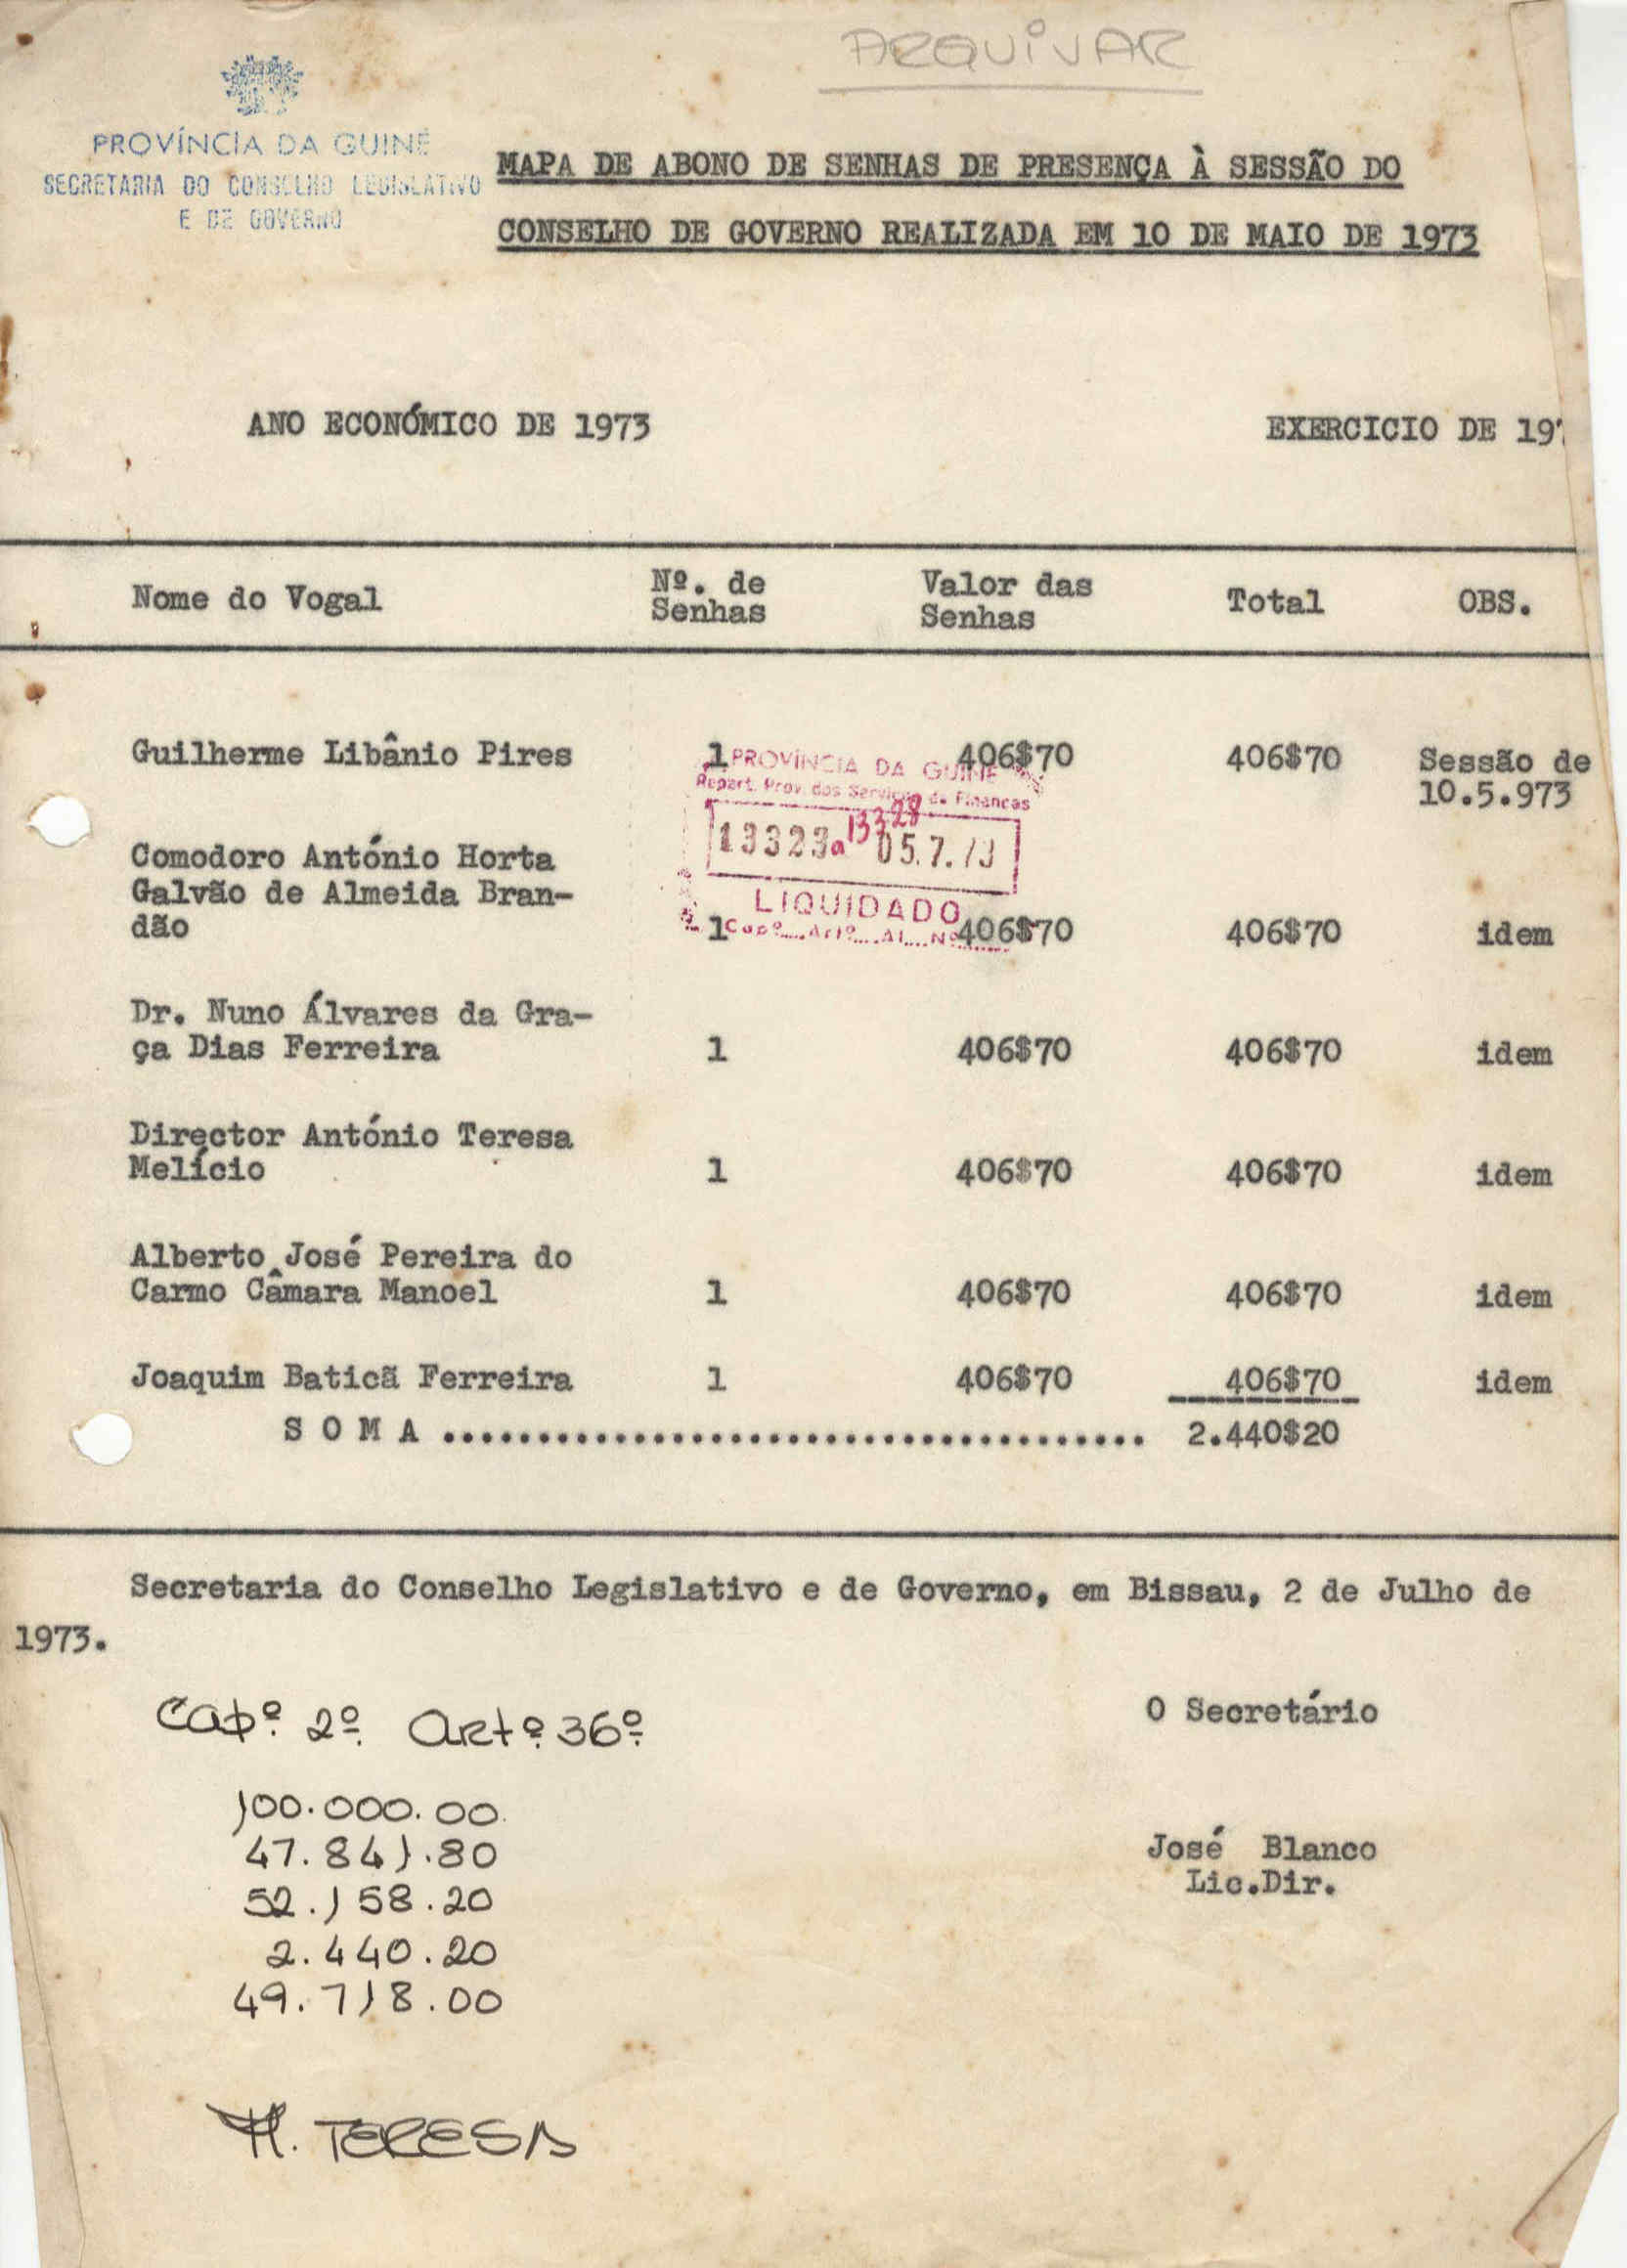 ARQUIVAR
PROVÍNCIA DA GUINÉ
SECRETARIA DO CONSELHO LEGISLATIVO
E DE GOVERNO
MAPA DE ABONO DE SENHAS DE PRESENÇA À SESSÃO DO
CONSELHO DE GOVERNO REALIZADA EM 10 DE MAIO DE 1973
ANO ECONÓMICO DE 1973 EXERCICIO DE 197
Nome do Vogal Nº. de Senhas Valor das Senhas Total OBS.
Guilherme Libânio Pires 1 406$70 406$70 Sessão de
10.5.973
PROVÍNCIA DA GUINÉ
Repart. Prov. dos Serviços de Finanças
13323 a 13328 05.7.73
LIQUIDADO
Capº.....Artº.....Al.....Nº.....
Comodoro António Horta
Galvão de Almeida Bran-
dão 1 406$70 406$70 idem
Dr. Nuno Álvares da Gra-
ça Dias Ferreira 1 406$70 406$70 idem
Director António Teresa
Melício 1 406$70 406$70 idem
Alberto José Pereira do
Carmo Câmara Manoel 1 406$70 406$70 idem
Joaquim Baticã Ferreira 1 406$70 406$70 idem
S O M A ..................................... 2.440$20
Secretaria do Conselho Legislativo e de Governo, em Bissau, 2 de Julho de
1973.
Capº. 2º. Artº. 36º.
O Secretário
100.000.00
47.841.80
52.158.20
2.440.20
49.718.00
José Blanco
Lic.Dir.
M. TERESA